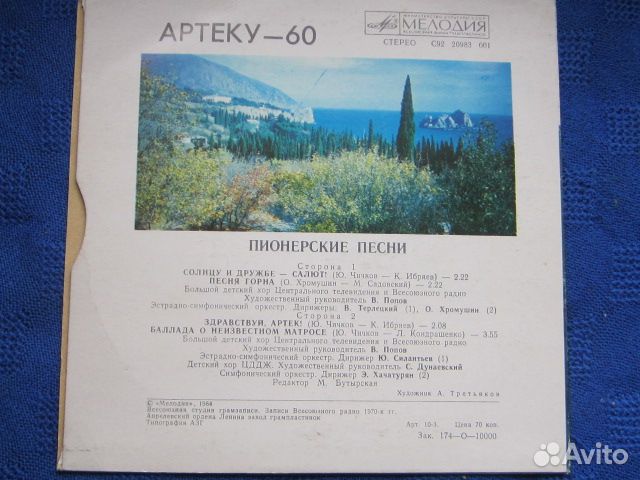 АРТЕКУ—60
МЕЛОДИЯ
СТЕРЕО С92 20983 001
ПИОНЕРСКИЕ ПЕСНИ
Сторона 1
СОЛНЦУ И ДРУЖБЕ — САЛЮТ! (Ю. Чичков — К. Ибряев) — 2.22
ПЕСНЯ ГОРНА (О. Хромушин — М. Садовский) — 2.22
Большой детский хор Центрального телевидения и Всесоюзного радио
Художественный руководитель В. Попов
Эстрадно-симфонический оркестр. Дирижеры: В. Терлецкий (1), О. Хромушин (2)
Сторона 2
ЗДРАВСТВУЙ, АРТЕК! (Ю. Чичков — К. Ибряев) — 2.08
БАЛЛАДА О НЕИЗВЕСТНОМ МАТРОСЕ (Ю. Чичков — Л. Кондрашенко) — 3.55
Большой детский хор Центрального телевидения и Всесоюзного радио
Художественный руководитель В. Попов
Эстрадно-симфонический оркестр. Дирижер Ю. Силантьев (1)
Детский хор ЦДДЖ. Художественный руководитель С. Дунаевский
Симфонический оркестр. Дирижер Э. Хачатурян (2)
Редактор М. Бутырская
Художник А. Третьяков
© «Мелодия», 1984
Всесоюзная студия грамзаписи. Записи Всесоюзного радио 1970-х гг.
Апрелевский ордена Ленина завод грампластинок
Типография АЗГ
Арт. 10-3. Цена 70 коп.
Зак. 174—О—10000
Avito